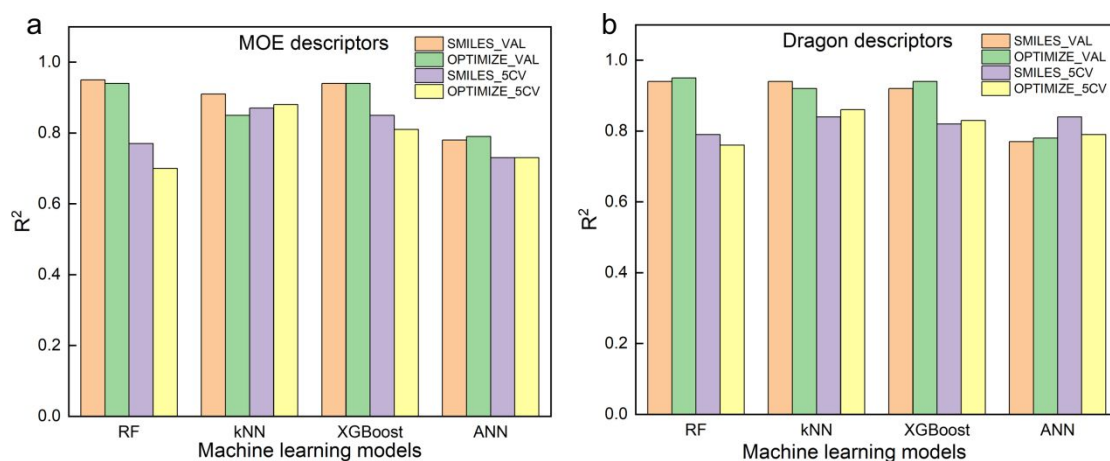 a
MOE descriptors
SMILES_VAL
OPTIMIZE_VAL
SMILES_5CV
OPTIMIZE_5CV
1.0
0.8
0.6
0.4
0.2
0.0
R²
RF kNN XGBoost ANN
Machine learning models
b
Dragon descriptors
SMILES_VAL
OPTIMIZE_VAL
SMILES_5CV
OPTIMIZE_5CV
1.0
0.8
0.6
0.4
0.2
0.0
R²
RF kNN XGBoost ANN
Machine learning models